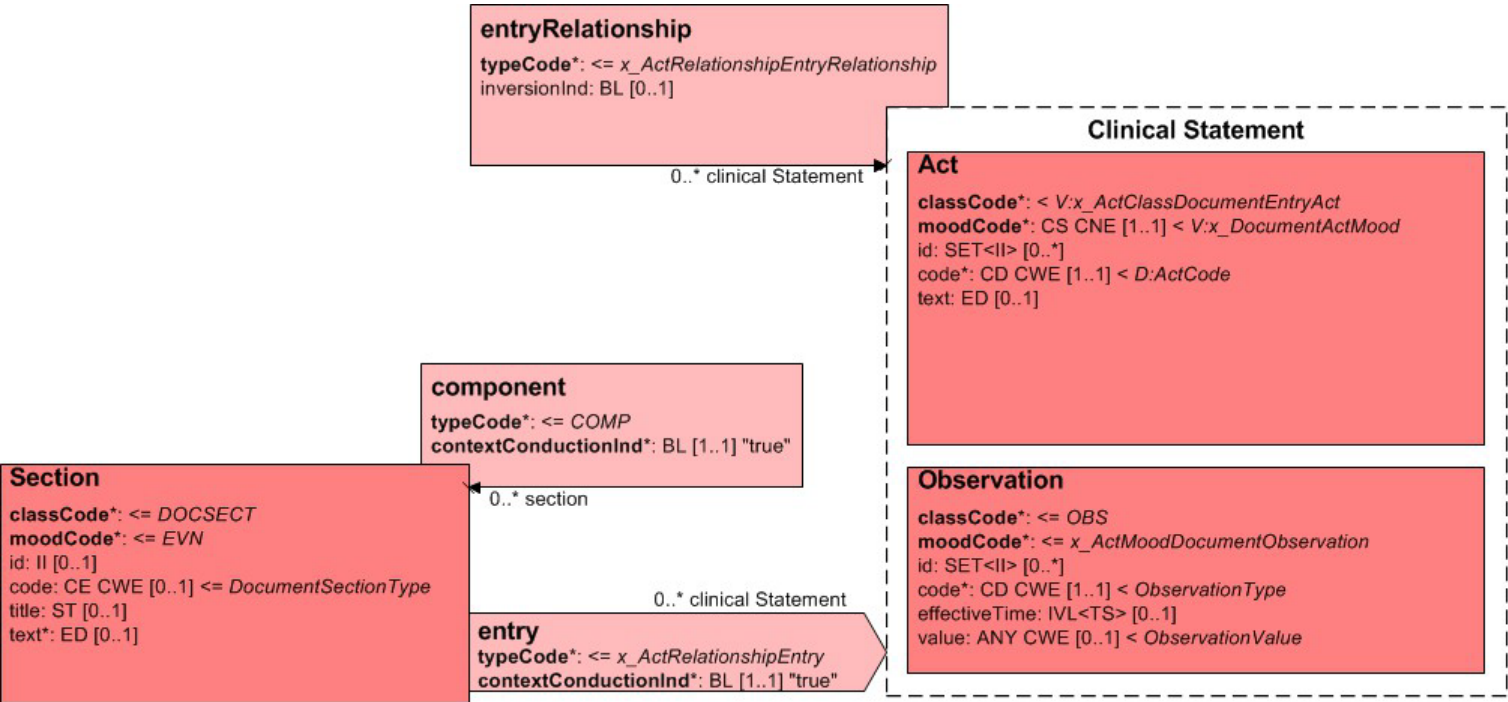 entryRelationship
typeCode*: <= x_ActRelationshipEntryRelationship
inversionInd: BL [0..1]
0..* clinical Statement
Clinical Statement
Act
classCode*: < V:x_ActClassDocumentEntryAct
moodCode*: CS CNE [1..1] < V:x_DocumentActMood
id: SET<II> [0..*]
code*: CD CWE [1..1] < D:ActCode
text: ED [0..1]
component
typeCode*: <= COMP
contextConductionInd*: BL [1..1] "true"
0..* section
Section
classCode*: <= DOCSECT
moodCode*: <= EVN
id: II [0..1]
code: CE CWE [0..1] <= DocumentSectionType
title: ST [0..1]
text*: ED [0..1]
0..* clinical Statement
entry
typeCode*: <= x_ActRelationshipEntry
contextConductionInd*: BL [1..1] "true"
Observation
classCode*: <= OBS
moodCode*: <= x_ActMoodDocumentObservation
id: SET<II> [0..*]
code*: CD CWE [1..1] < ObservationType
effectiveTime: IVL<TS> [0..1]
value: ANY CWE [0..1] < ObservationValue